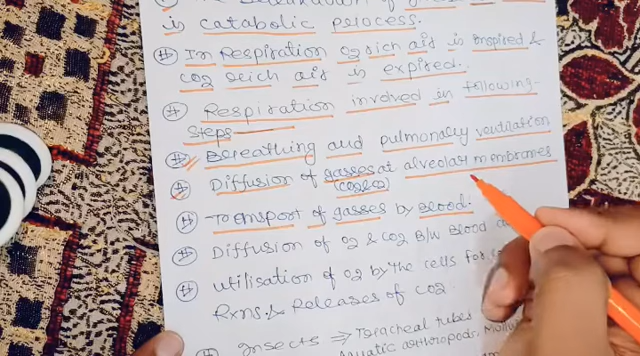 is catabolic process.
In Respiration O2 rich air is Inspired &
CO2 rich air is expired.
Respiration involved in following
steps
Breathing and pulmonary ventilation
Diffusion of gasses at alveolar membranes
(CO2&O2)
Transport of gasses by blood.
Diffusion of O2 & CO2 B/W Blood
utilisation of O2 by the cells for
Rxns. & Releases of CO2.
Insects ⇒ Tracheal tubes
Aquatic arthropods.